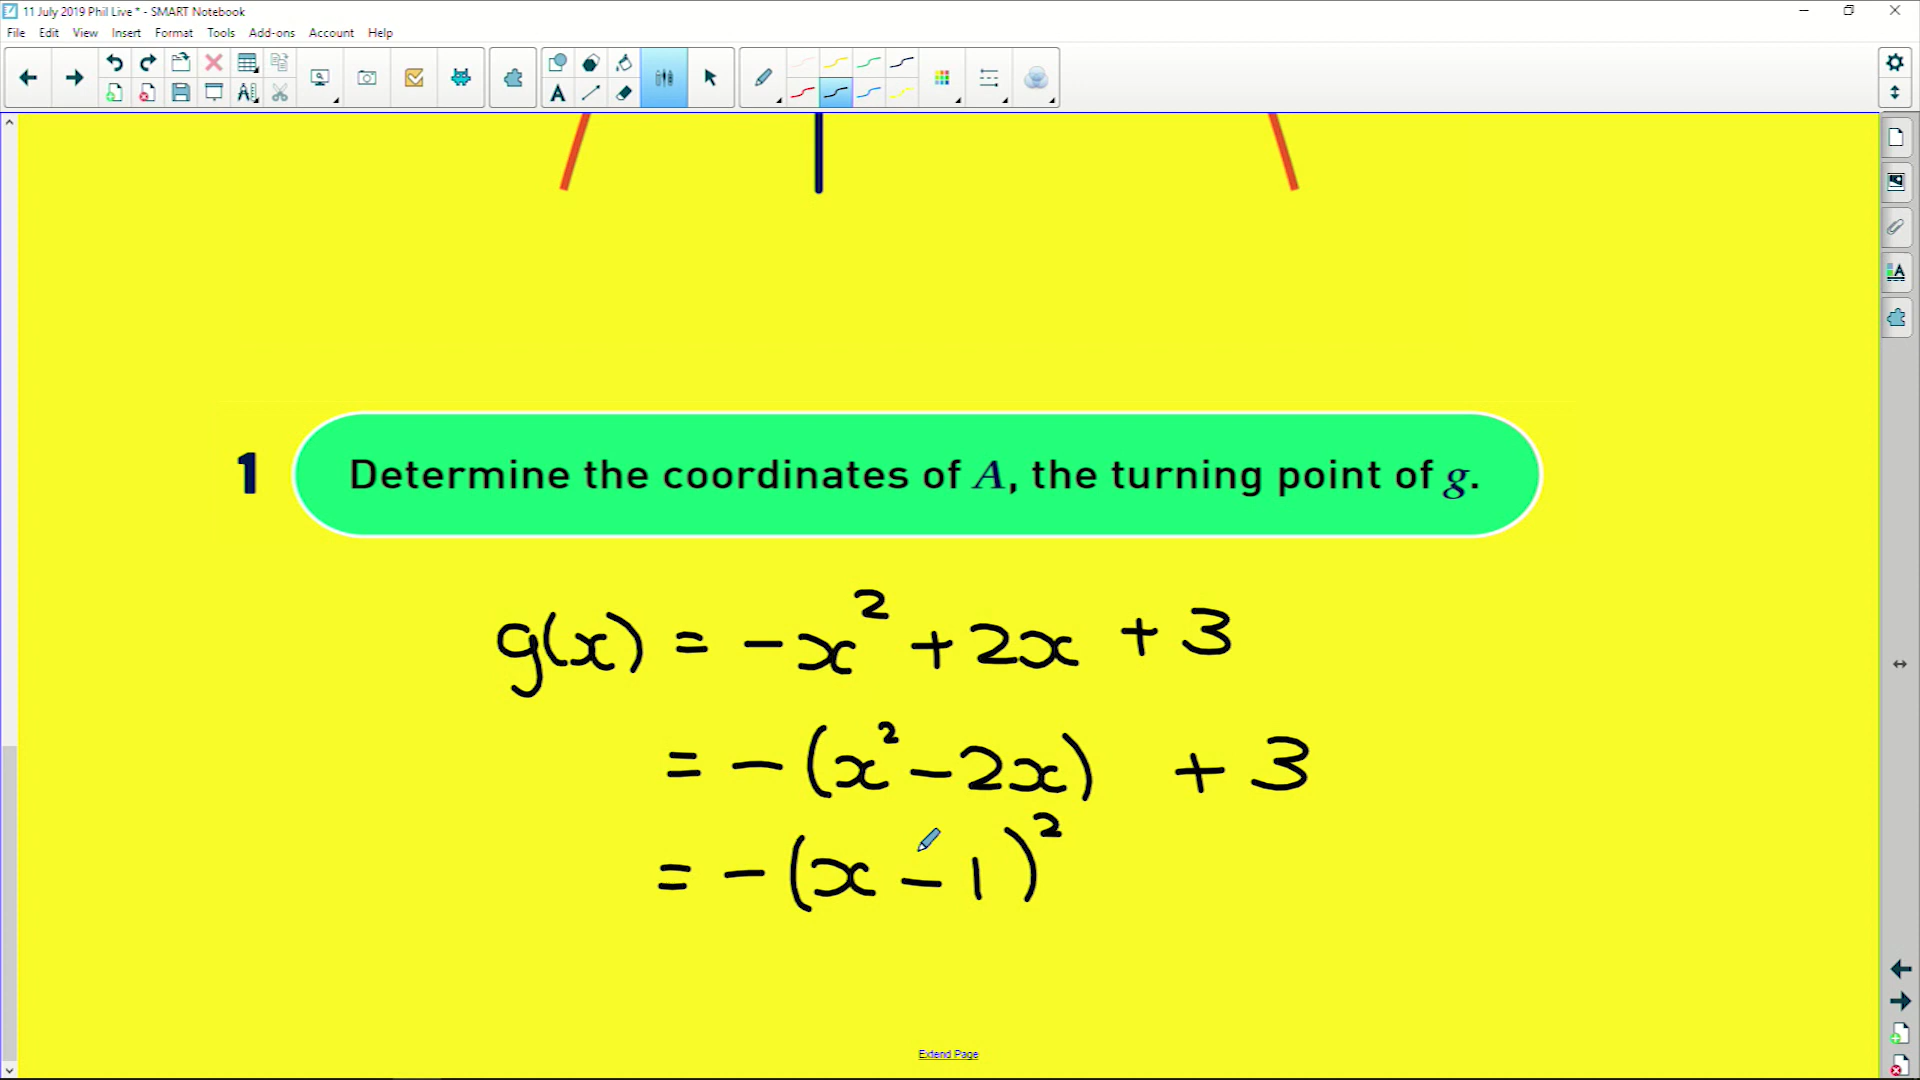 11 July 2019 Phil Live * - SMART Notebook
File Edit View Insert Format Tools Add-ons Account Help
1 Determine the coordinates of A, the turning point of g.
g(x) = -x² + 2x + 3
= -(x² - 2x) + 3
= -(x - 1)²
Extend Page